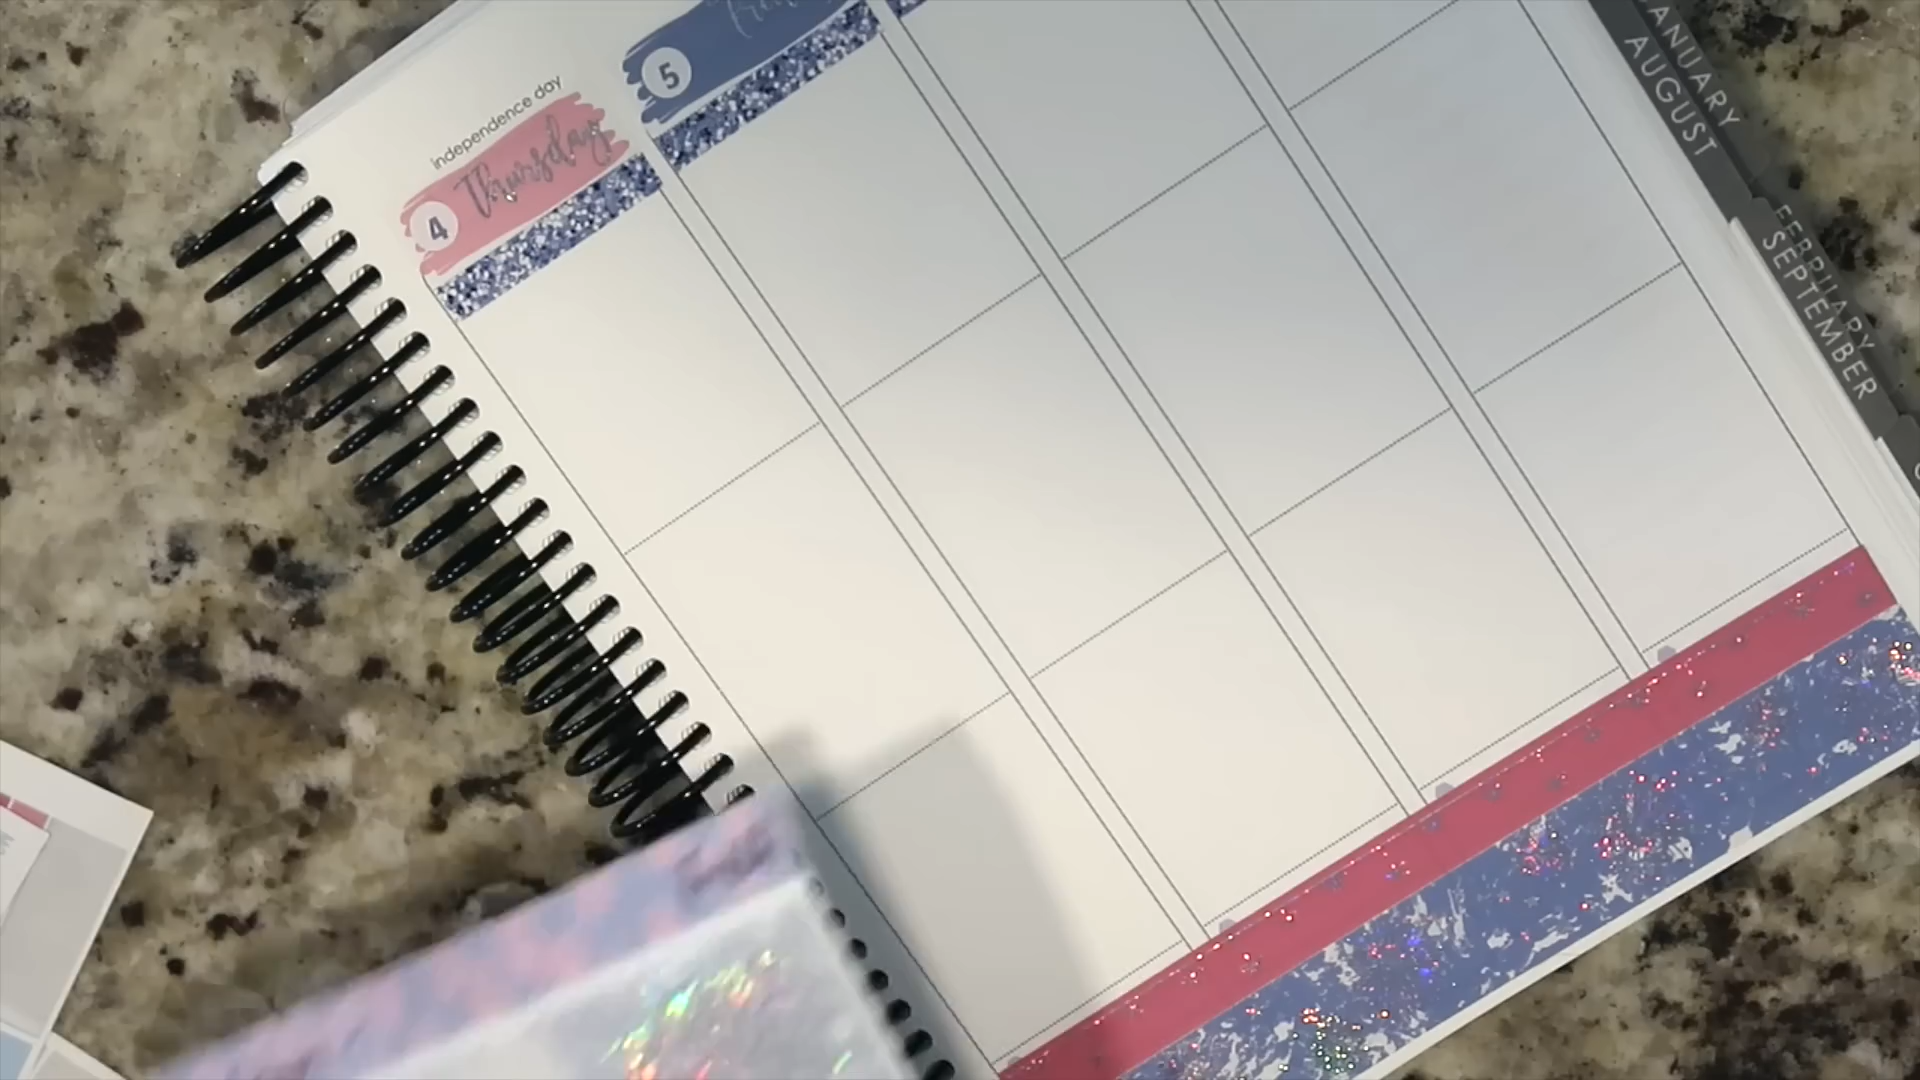 independence day
4 Thursday
5
JANUARY
AUGUST
FEBRUARY
SEPTEMBER